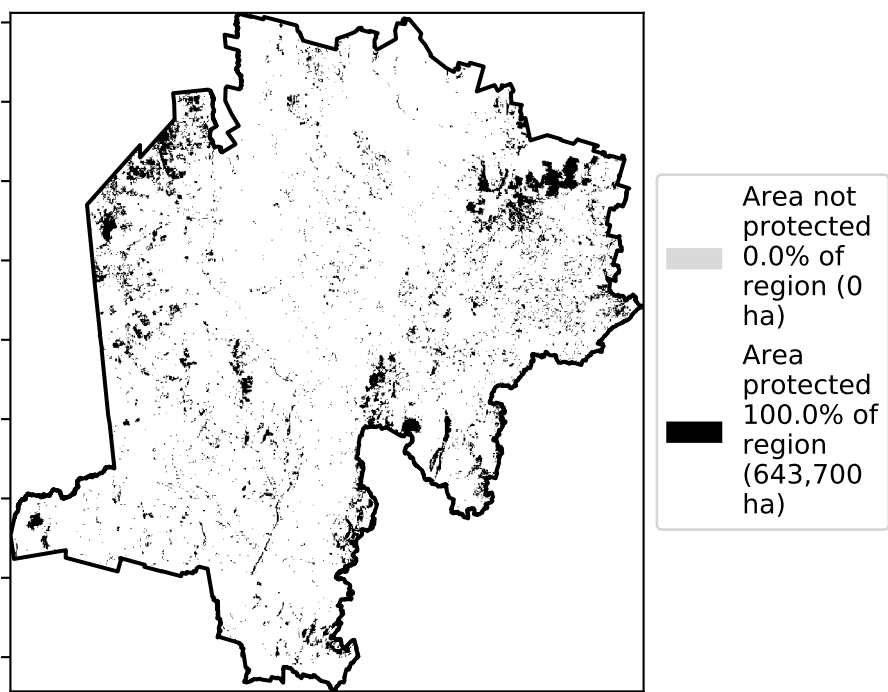 Area not
protected
0.0% of
region (0
ha)
Area
protected
100.0% of
region
(643,700
ha)